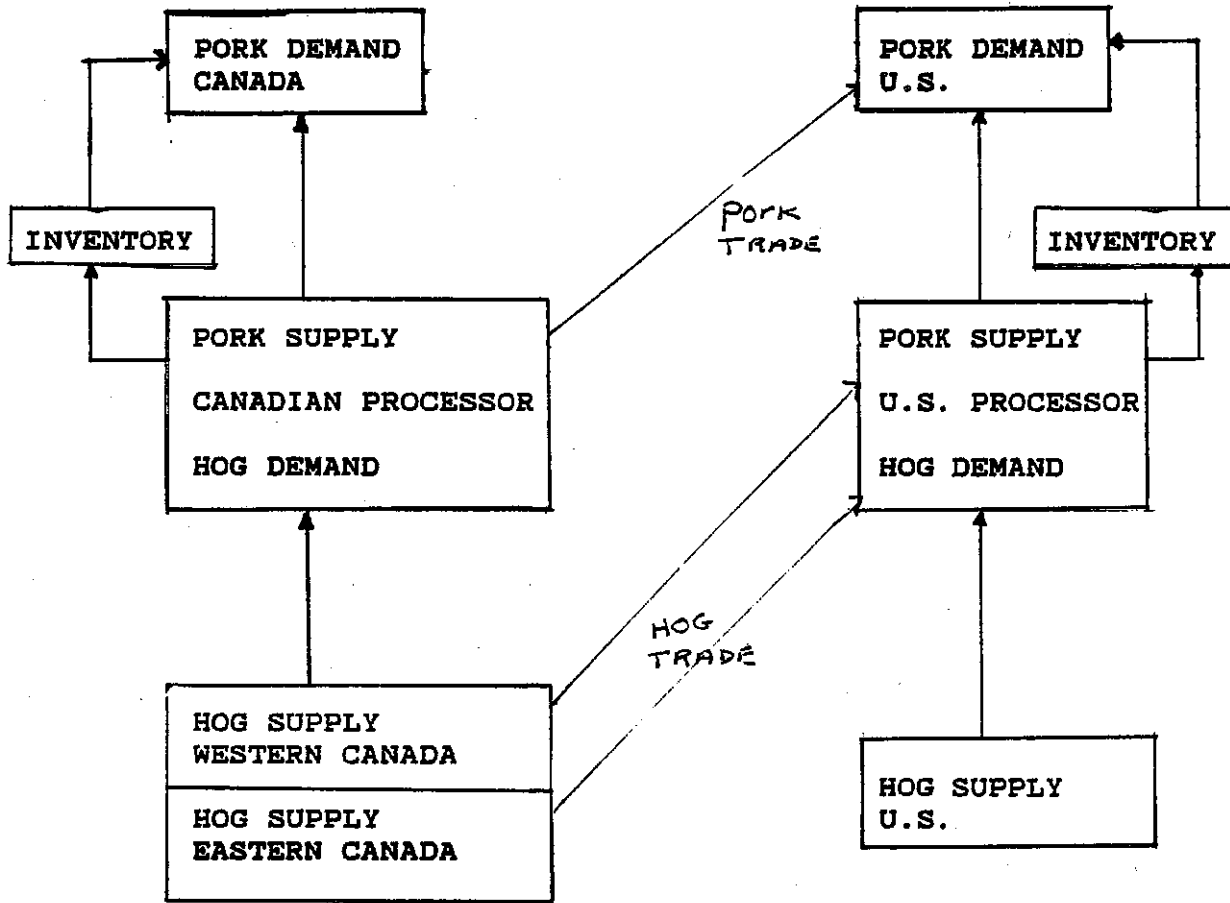 PORK DEMAND
CANADA
PORK DEMAND
U.S.
INVENTORY
PORK
TRADE
INVENTORY
PORK SUPPLY
CANADIAN PROCESSOR
HOG DEMAND
PORK SUPPLY
U.S. PROCESSOR
HOG DEMAND
HOG
TRADE
HOG SUPPLY
WESTERN CANADA
HOG SUPPLY
EASTERN CANADA
HOG SUPPLY
U.S.